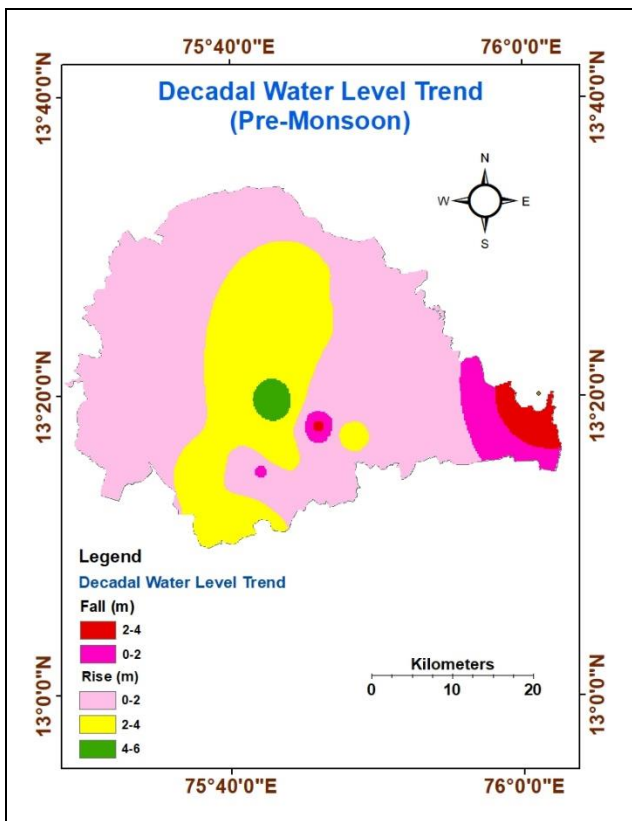 75°40'0"E 76°0'0"E
13°40'0"N 13°40'0"N
Decadal Water Level Trend
(Pre-Monsoon)
N
W E
S
13°20'0"N 13°20'0"N
Legend
Decadal Water Level Trend
Fall (m)
2-4
0-2
Rise (m)
0-2
2-4
4-6
Kilometers
0 5 10 20
13°0'0"N 13°0'0"N
75°40'0"E 76°0'0"E